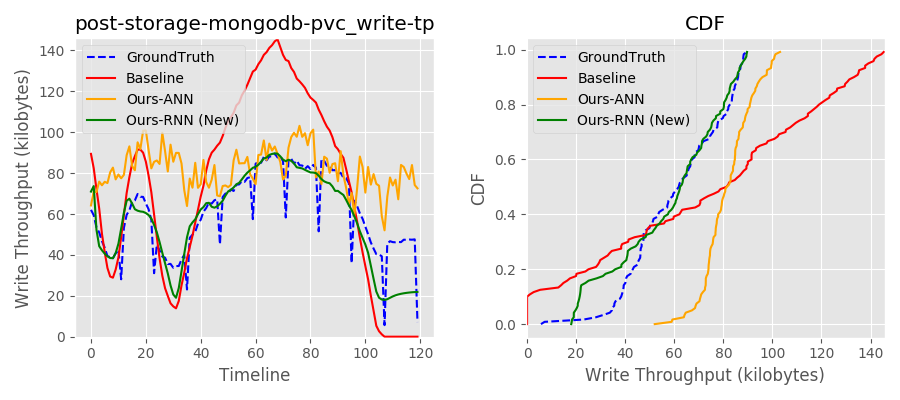 post-storage-mongodb-pvc_write-tp
GroundTruth
Baseline
Ours-ANN
Ours-RNN (New)
Write Throughput (kilobytes)
140
120
100
80
60
40
20
0
0 20 40 60 80 100 120
Timeline
CDF
GroundTruth
Baseline
Ours-ANN
Ours-RNN (New)
CDF
1.0
0.8
0.6
0.4
0.2
0.0
0 20 40 60 80 100 120 140
Write Throughput (kilobytes)